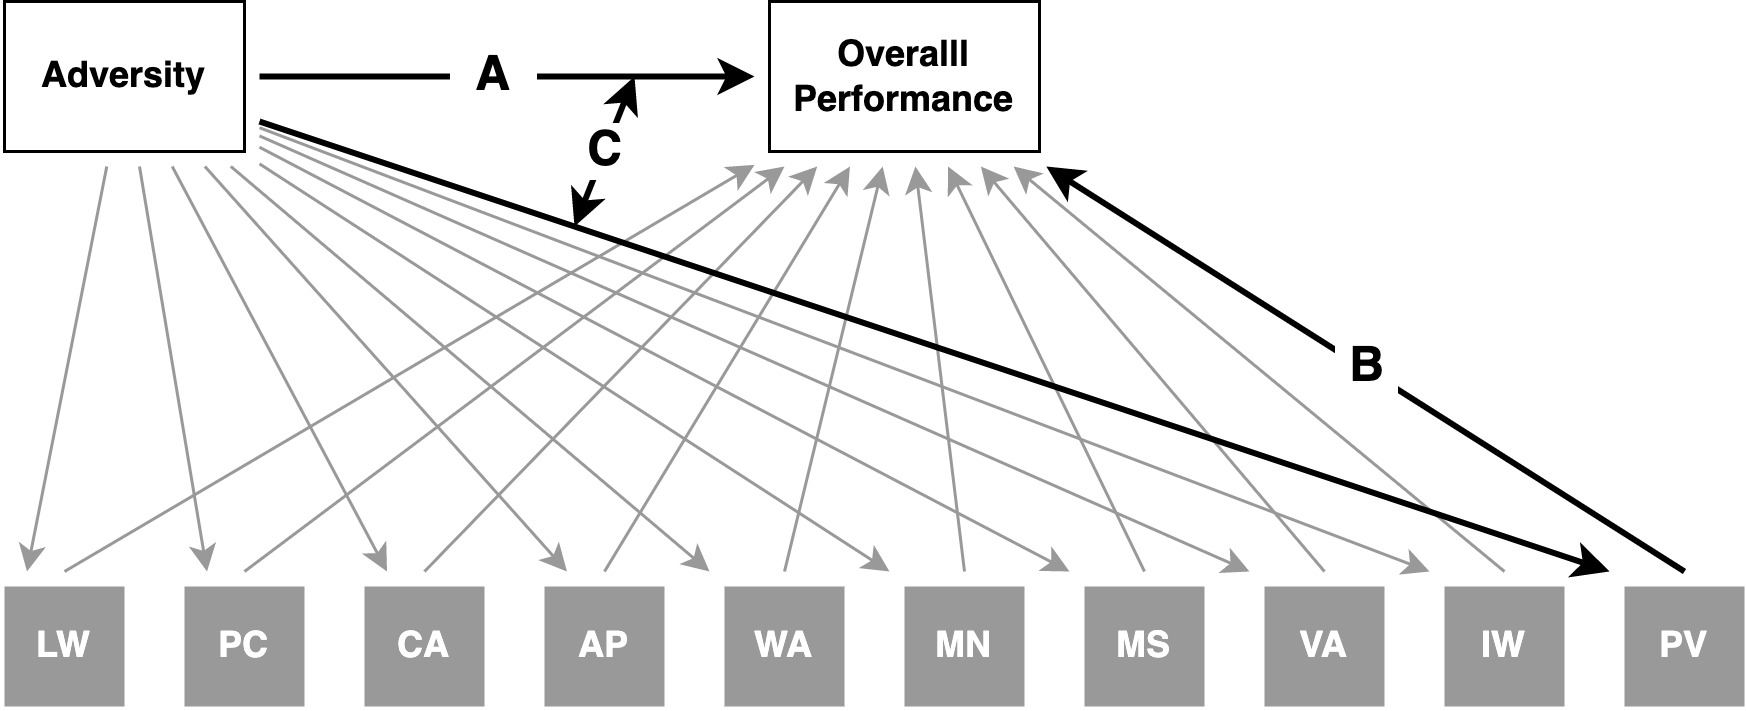 Adversity
A
Overalll
Performance
C
B
LW
PC
CA
AP
WA
MN
MS
VA
IW
PV